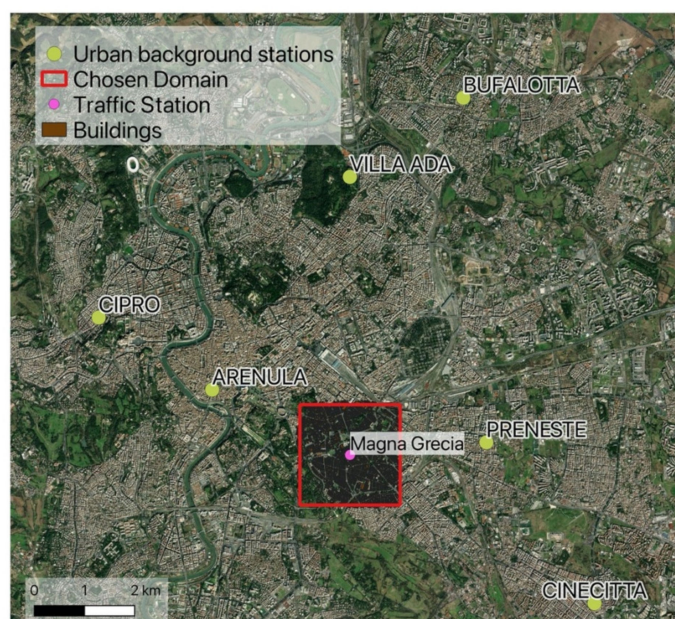 Urban background stations
Chosen Domain
Traffic Station
Buildings
BUFALOTTA
VILLA ADA
CIPRO
ARENULA
PRENESTE
Magna Grecia
CINECITTA
0 1 2 km